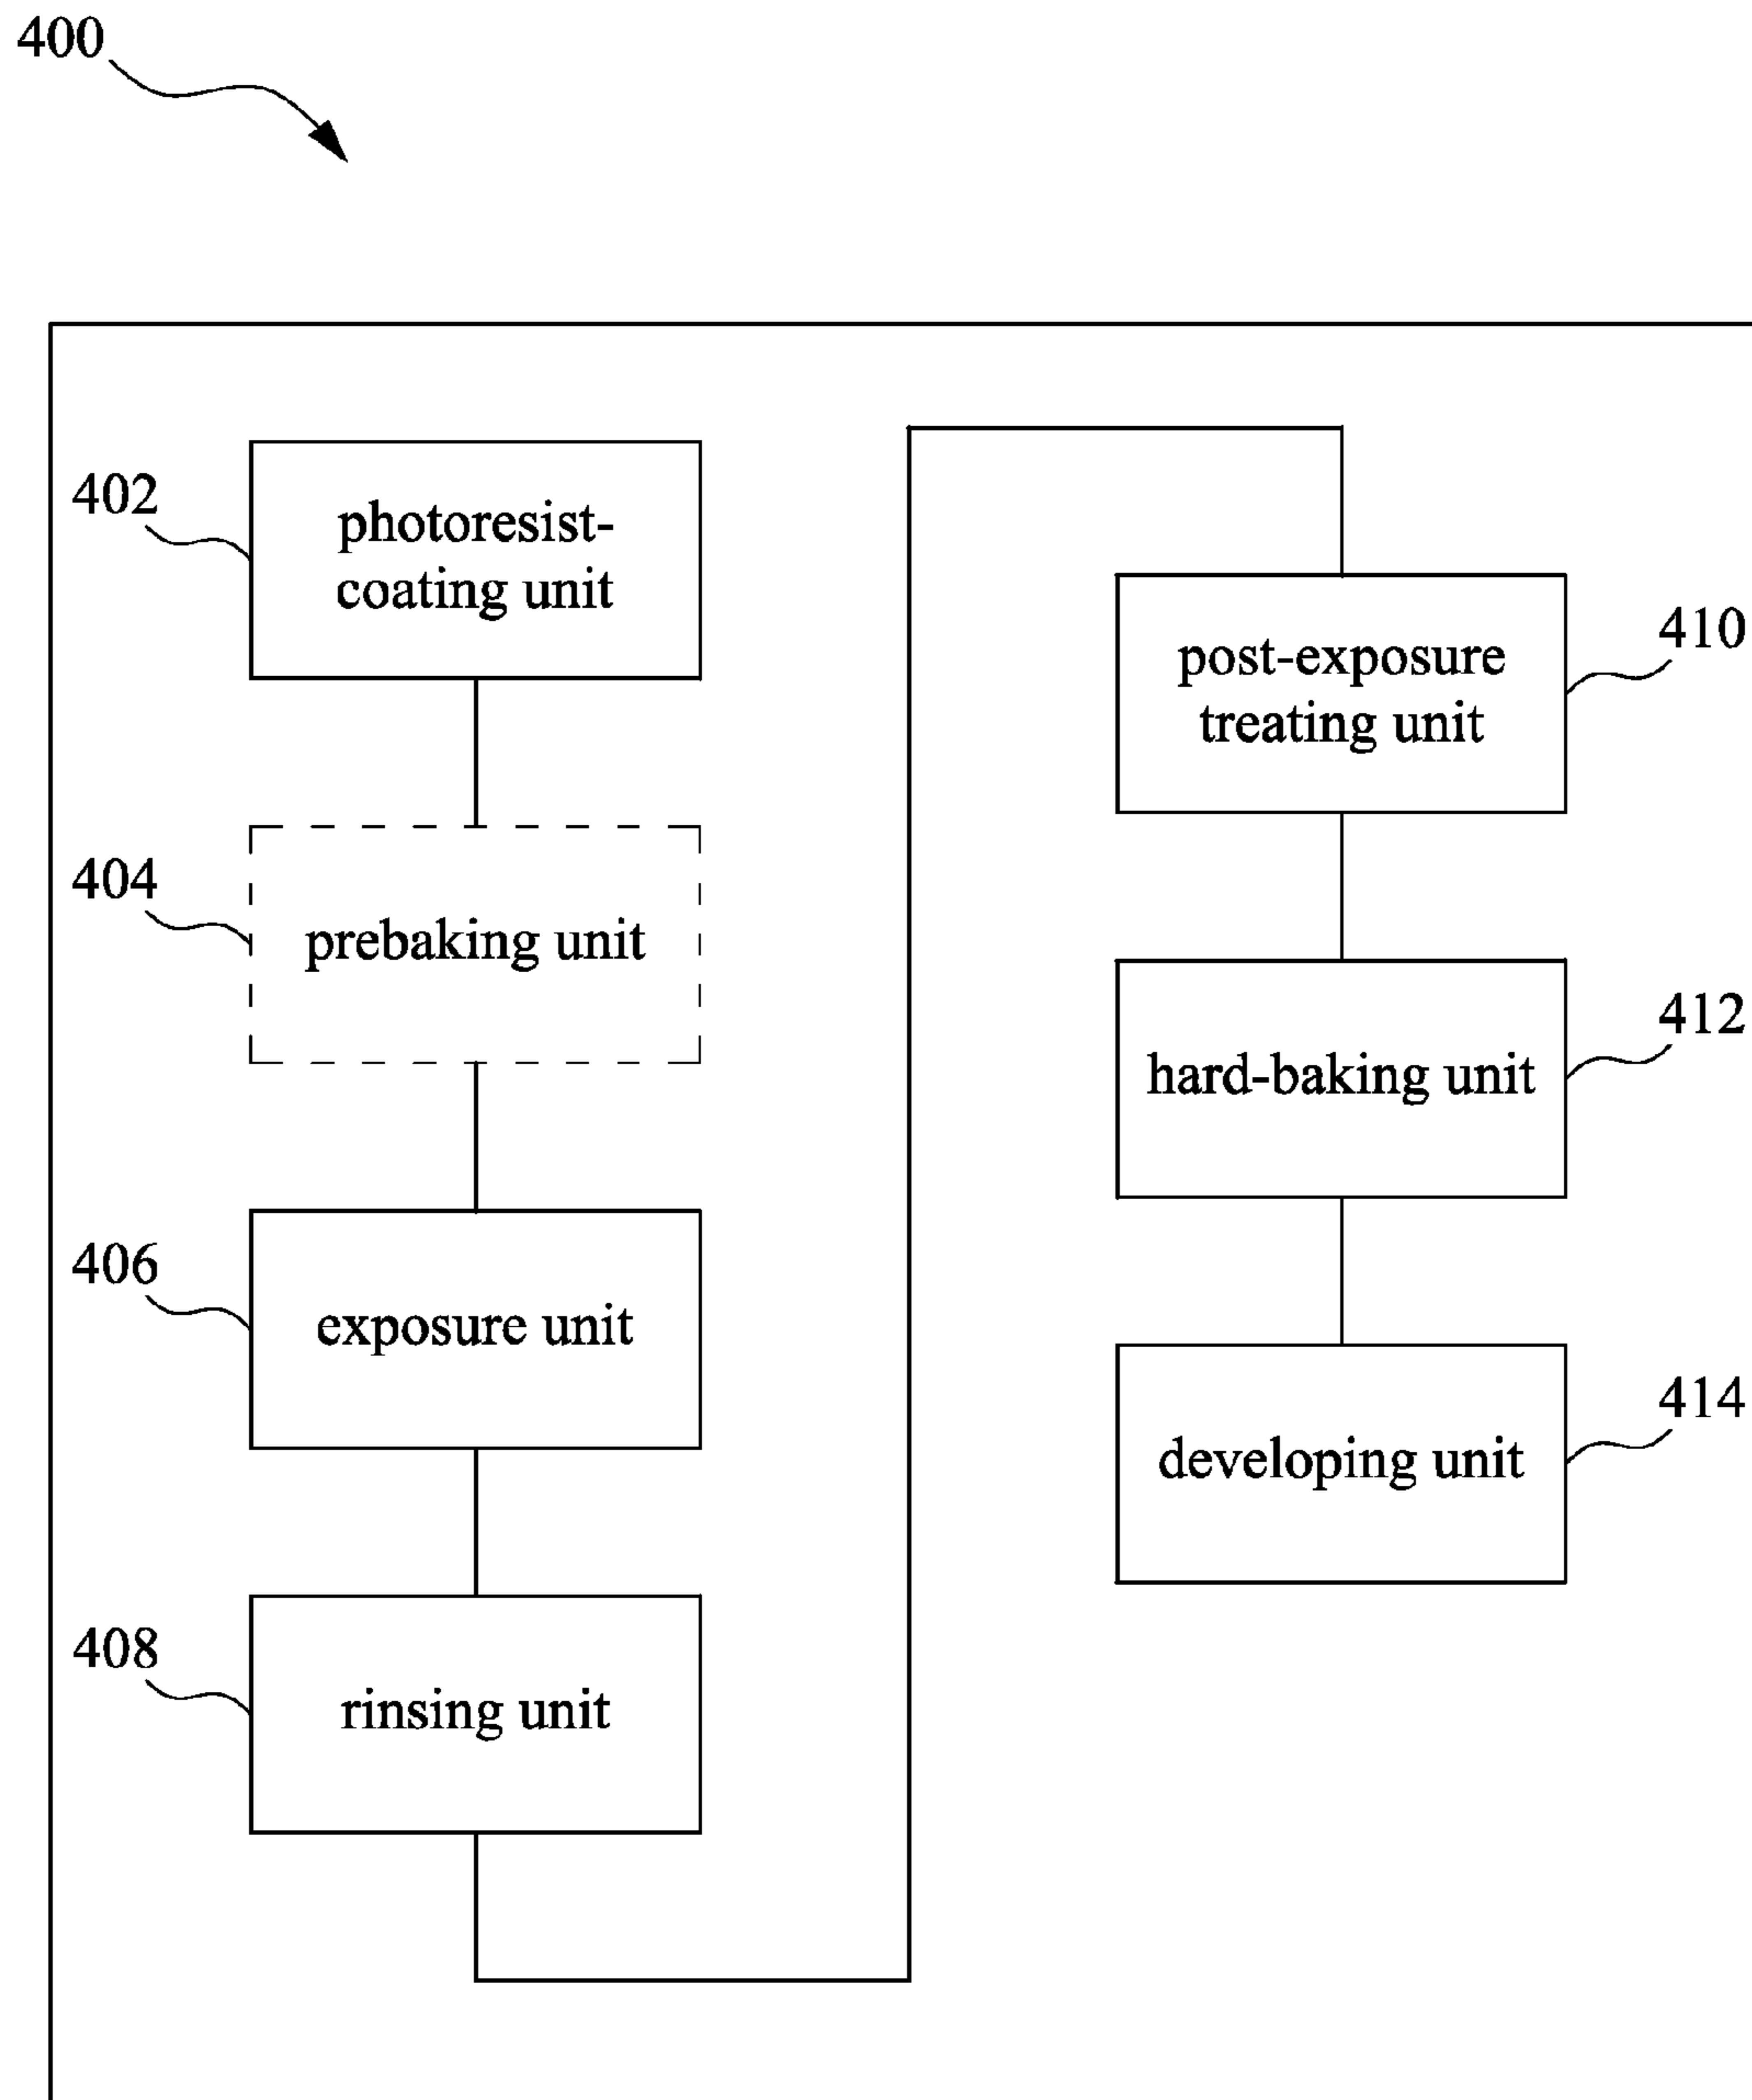 400
402
photoresist-
coating unit
404
prebaking unit
406
exposure unit
408
rinsing unit
post-exposure
treating unit
410
hard-baking unit
412
developing unit
414